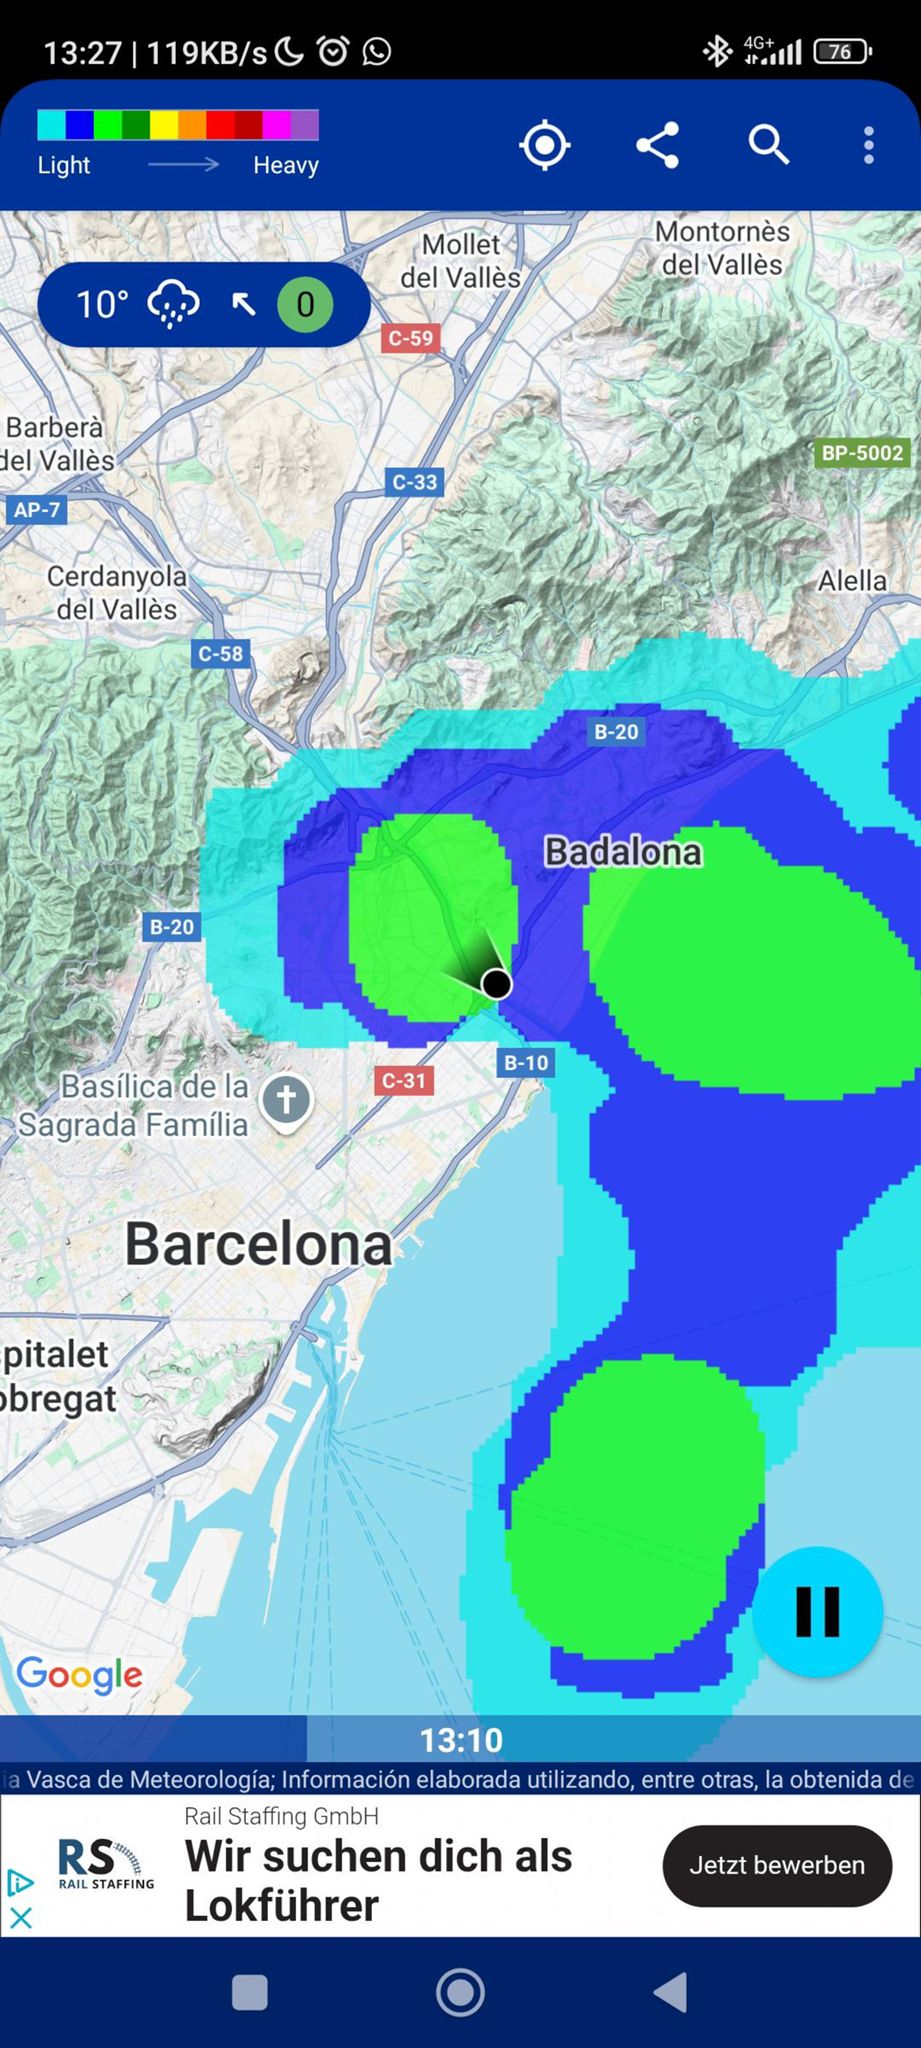 13:27 | 119KB/s
4G+
76
Light
Heavy
Mollet
del Vallès
Montornès
del Vallès
10°
0
C-59
Barberà
del Vallès
BP-5002
C-33
AP-7
Cerdanyola
del Vallès
Alella
C-58
B-20
Badalona
B-20
B-10
C-31
Basílica de la
Sagrada Família
Barcelona
spitalet
obregat
Google
13:10
ia Vasca de Meteorología; Información elaborada utilizando, entre otras, la obtenida de
Rail Staffing GmbH
RS
RAIL STAFFING
Wir suchen dich als
Lokführer
Jetzt bewerben